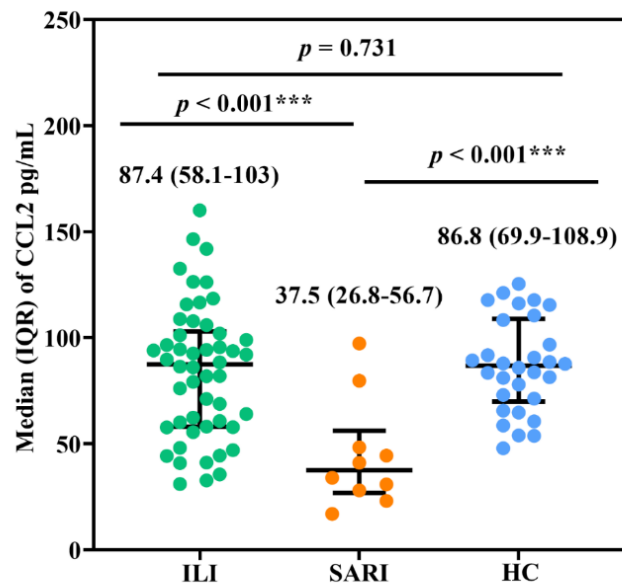 250
p = 0.731
p < 0.001***
200
87.4 (58.1-103)
p < 0.001***
150
86.8 (69.9-108.9)
37.5 (26.8-56.7)
100
50
0
Median (IQR) of CCL2 pg/mL
ILI SARI HC